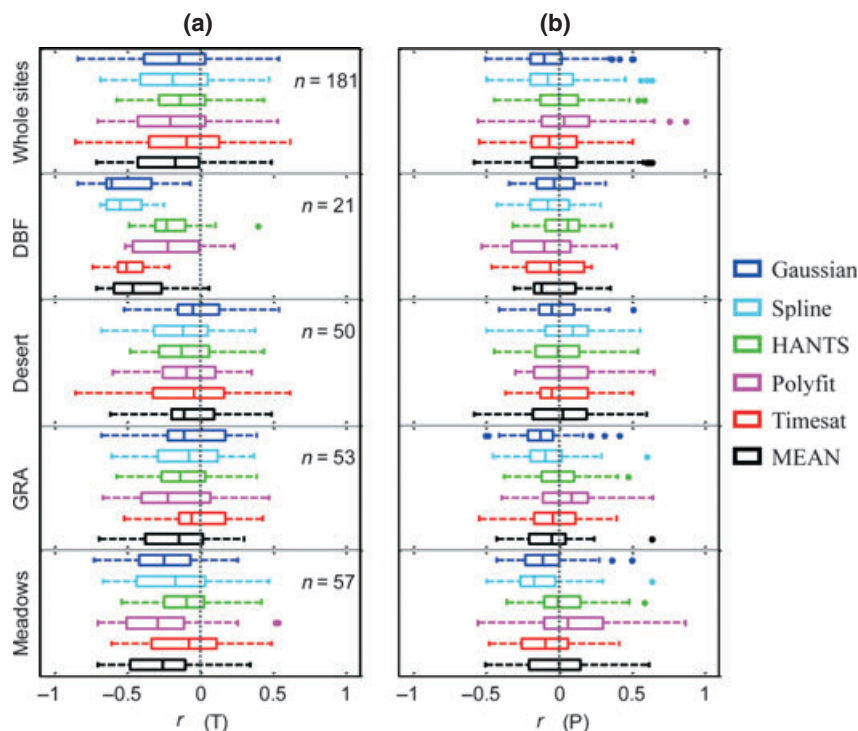 (a) (b)
Whole sites
n = 181
DBF
n = 21
Desert
n = 50
GRA
n = 53
Meadows
n = 57
−1 −0.5 0 0.5 1
r (T)
−1 −0.5 0 0.5 1
r (P)
Gaussian
Spline
HANTS
Polyfit
Timesat
MEAN